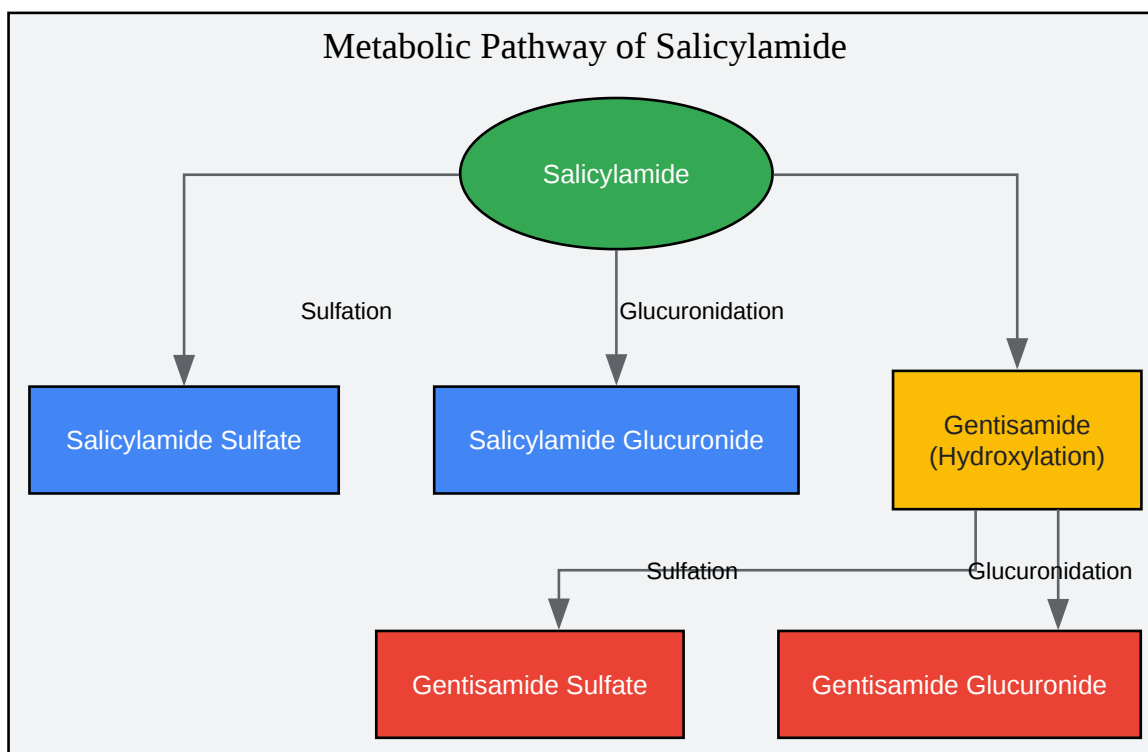 Metabolic Pathway of Salicylamide
Salicylamide
Sulfation
Glucuronidation
Salicylamide Sulfate
Salicylamide Glucuronide
Gentisamide
(Hydroxylation)
Sulfation
Glucuronidation
Gentisamide Sulfate
Gentisamide Glucuronide